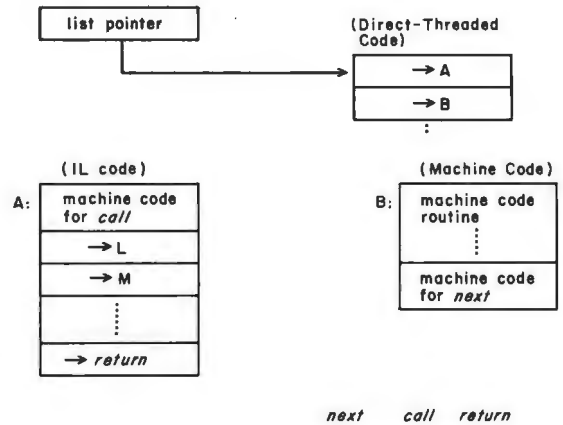 list pointer
(Direct-Threaded
Code)
→ A
→ B
(IL code)
A:
machine code
for call
→ L
→ M
→ return
(Machine Code)
B:
machine code
routine
machine code
for next
next call return